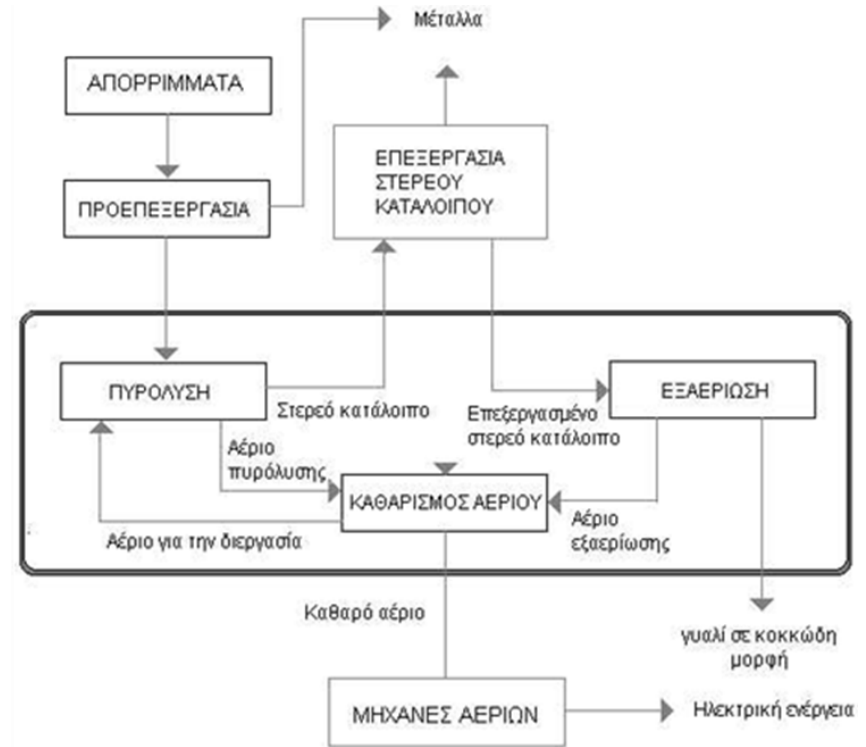 Μέταλλα
ΑΠΟΡΡΙΜΜΑΤΑ
ΕΠΕΞΕΡΓΑΣΙΑ
ΣΤΕΡΕΟΥ
ΚΑΤΑΛΟΙΠΟΥ
ΠΡΟΕΠΕΞΕΡΓΑΣΙΑ
ΠΥΡΟΛΥΣΗ
ΕΞΑΕΡΙΩΣΗ
Στερεό κατάλοιπο
Επεξεργασμένο
στερεό κατάλοιπο
Αέριο
πυρόλυσης
ΚΑΘΑΡΙΣΜΟΣ ΑΕΡΙΟΥ
Αέριο
εξαερίωσης
Αέριο για την διεργασία
Καθαρό αέριο
γυαλί σε κοκκώδη
μορφή
ΜΗΧΑΝΕΣ ΑΕΡΙΩΝ
Ηλεκτρική ενέργεια